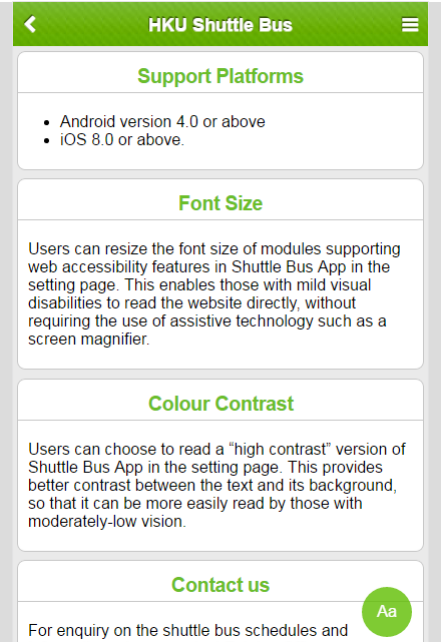 HKU Shuttle Bus
Support Platforms
• Android version 4.0 or above
• iOS 8.0 or above.
Font Size
Users can resize the font size of modules supporting
web accessibility features in Shuttle Bus App in the
setting page. This enables those with mild visual
disabilities to read the website directly, without
requiring the use of assistive technology such as a
screen magnifier.
Colour Contrast
Users can choose to read a “high contrast” version of
Shuttle Bus App in the setting page. This provides
better contrast between the text and its background,
so that it can be more easily read by those with
moderately-low vision.
Contact us
Aa
For enquiry on the shuttle bus schedules and